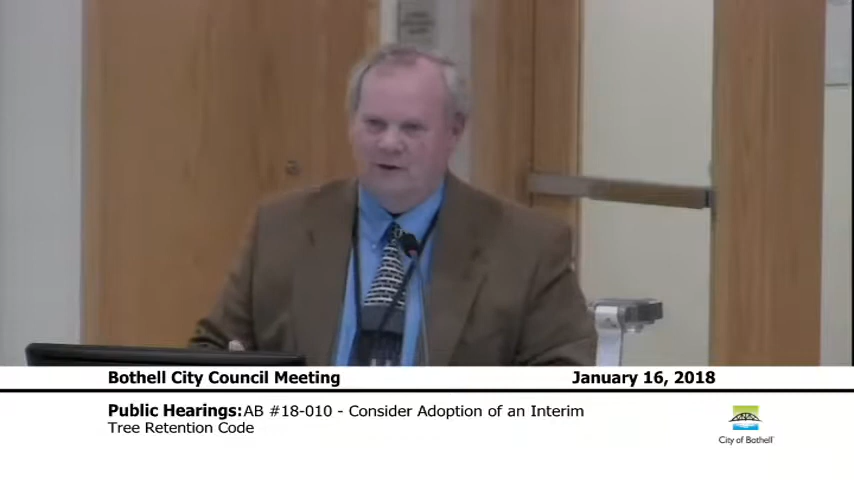 Bothell City Council Meeting
January 16, 2018
Public Hearings:AB #18-010 - Consider Adoption of an Interim
Tree Retention Code
City of Bothell